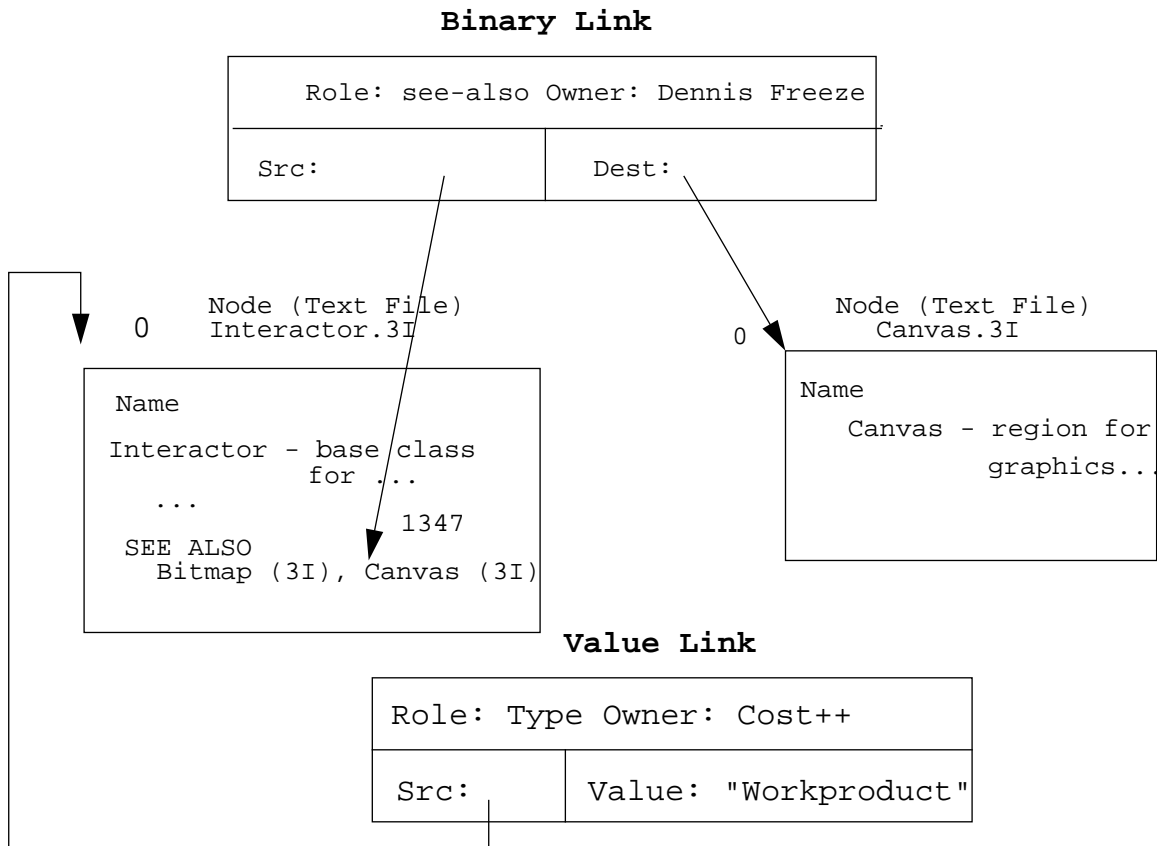 Binary Link
Role: see-also Owner: Dennis Freeze
Src:
Dest:
Node (Text File)
0 Interactor.3I
Name
Interactor - base class
for ...
...
1347
SEE ALSO
Bitmap (3I), Canvas (3I)
Node (Text File)
Canvas.3I
0
Name
Canvas - region for
graphics...
Value Link
Role: Type Owner: Cost++
Src:
Value: "Workproduct"